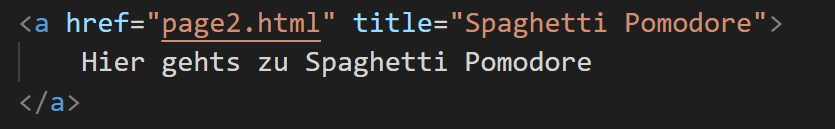 <a href="page2.html" title="Spaghetti Pomodore">
Hier gehts zu Spaghetti Pomodore
</a>